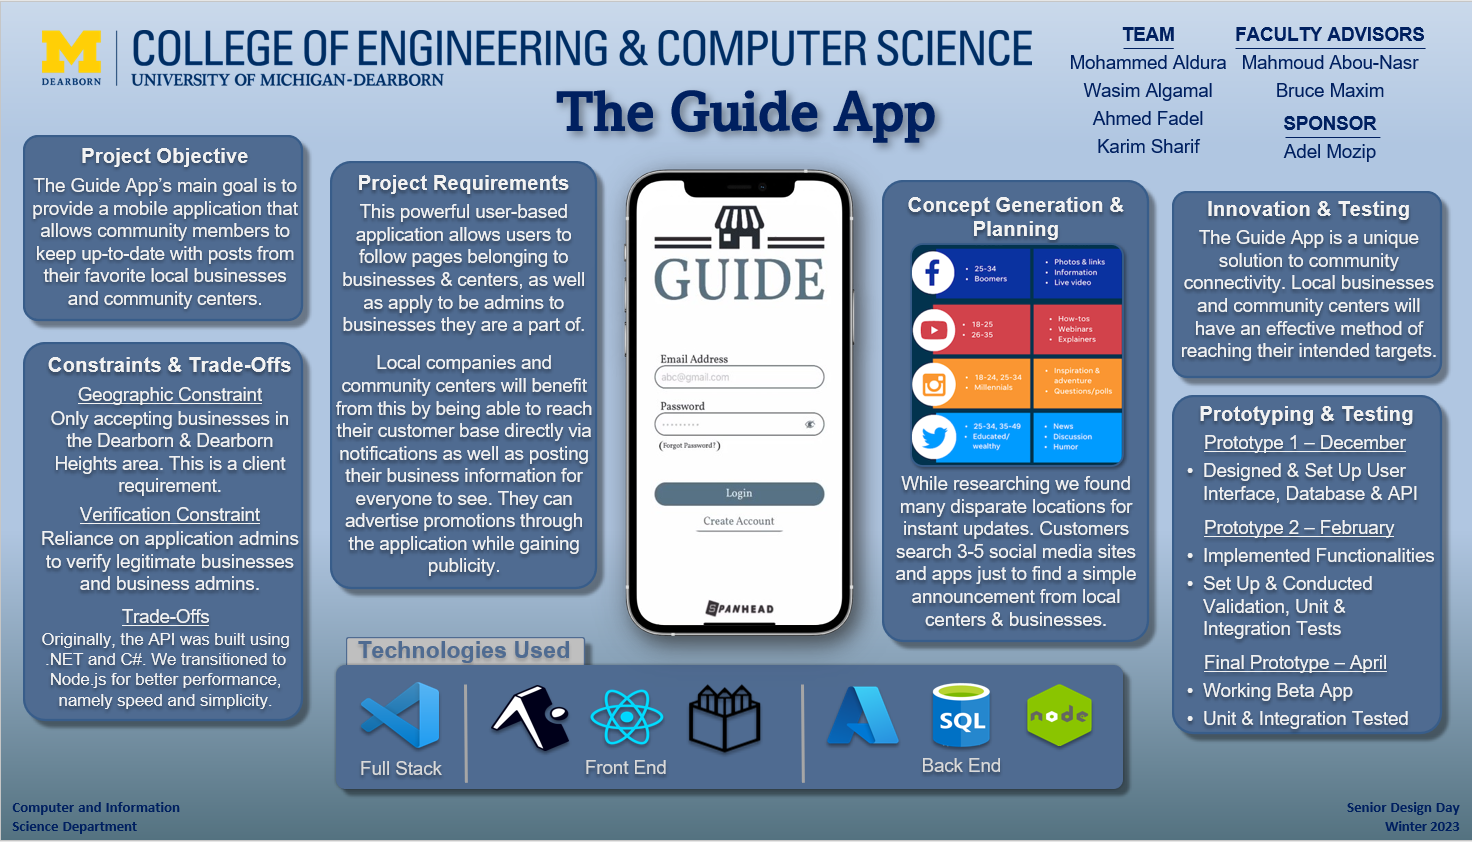 M
DEARBORN
COLLEGE OF ENGINEERING & COMPUTER SCIENCE
UNIVERSITY OF MICHIGAN-DEARBORN
The Guide App
TEAM
Mohammed Aldura
Wasim Algamal
Ahmed Fadel
Karim Sharif
FACULTY ADVISORS
Mahmoud Abou-Nasr
Bruce Maxim
SPONSOR
Adel Mozip
Project Objective
The Guide App's main goal is to
provide a mobile application that
allows community members to
keep up-to-date with posts from
their favorite local businesses
and community centers.
Constraints & Trade-Offs
Geographic Constraint
Only accepting businesses in
the Dearborn & Dearborn
Heights area. This is a client
requirement.
Verification Constraint
Reliance on application admins
to verify legitimate businesses
and business admins.
Trade-Offs
Originally, the API was built using
.NET and C#. We transitioned to
Node.js for better performance,
namely speed and simplicity.
Project Requirements
This powerful user-based
application allows users to
follow pages belonging to
businesses & centers, as well
as apply to be admins to
businesses they are a part of.
Local companies and
community centers will benefit
from this by being able to reach
their customer base directly via
notifications as well as posting
their business information for
everyone to see. They can
advertise promotions through
the application while gaining
publicity.
GUIDE
Email Address
abc@gmail.com
Password
(Forgot Password?)
Login
Create Account
SPANHEAD
Concept Generation &
Planning
• 25-34
• Boomers
• Photos & links
• Information
• Live video
• 18-25
• 26-35
• How-tos
• Webinars
• Explainers
• 18-24, 25-34
• Millennials
• Inspiration &
adventure
• Questions/polls
• 25-34, 35-49
• Educated/
wealthy
• News
• Discussion
• Humor
While researching we found
many disparate locations for
instant updates. Customers
search 3-5 social media sites
and apps just to find a simple
announcement from local
centers & businesses.
Innovation & Testing
The Guide App is a unique
solution to community
connectivity. Local businesses
and community centers will
have an effective method of
reaching their intended targets.
Prototyping & Testing
Prototype 1 – December
• Designed & Set Up User
Interface, Database & API
Prototype 2 – February
• Implemented Functionalities
• Set Up & Conducted
Validation, Unit &
Integration Tests
Final Prototype – April
• Working Beta App
• Unit & Integration Tested
Technologies Used
Full Stack
Front End
SQL
node
Back End
Computer and Information
Science Department
Senior Design Day
Winter 2023